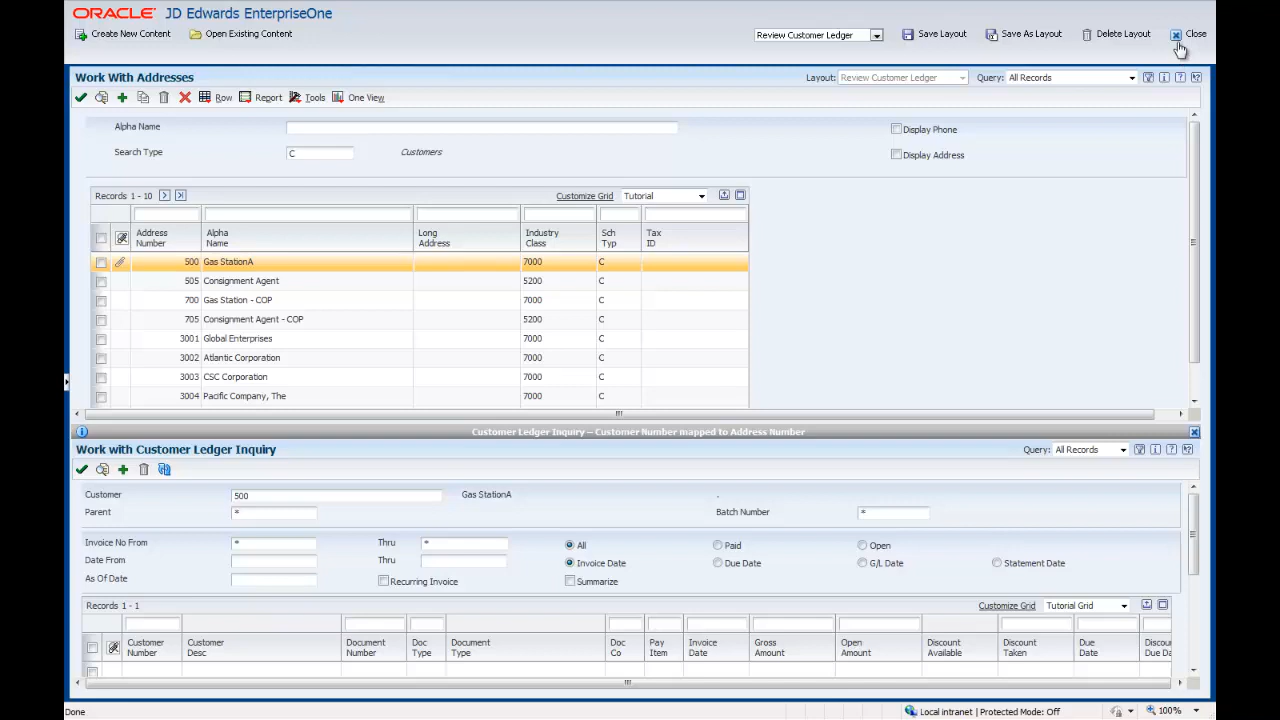 ORACLE JD Edwards EnterpriseOne
Create New Content Open Existing Content Review Customer Ledger Save Layout Save As Layout Delete Layout Close
Work With Addresses Layout: Review Customer Ledger Query: All Records
Row Report Tools One View
Alpha Name Display Phone
Search Type C Customers Display Address
Records 1 - 10 Customize Grid Tutorial
Address Number Alpha Name Long Address Industry Class Sch Typ Tax ID
500 Gas StationA 7000 C
505 Consignment Agent 5200 C
700 Gas Station - COP 7000 C
705 Consignment Agent - COP 5200 C
3001 Global Enterprises 7000 C
3002 Atlantic Corporation 7000 C
3003 CSC Corporation 7000 C
3004 Pacific Company, The 7000 C
Customer Ledger Inquiry -- Customer Number mapped to Address Number
Work with Customer Ledger Inquiry Query: All Records
Customer 500 Gas StationA .
Parent * Batch Number *
Invoice No From * Thru * All Paid Open
Date From Thru Invoice Date Due Date G/L Date Statement Date
As Of Date Recurring Invoice Summarize
Records 1 - 1 Customize Grid Tutorial Grid
Customer Number Customer Desc Document Number Doc Type Document Type Doc Co Pay Item Invoice Date Gross Amount Open Amount Discount Available Discount Taken Due Date Discou Due Da
Done Local intranet | Protected Mode: Off 100%